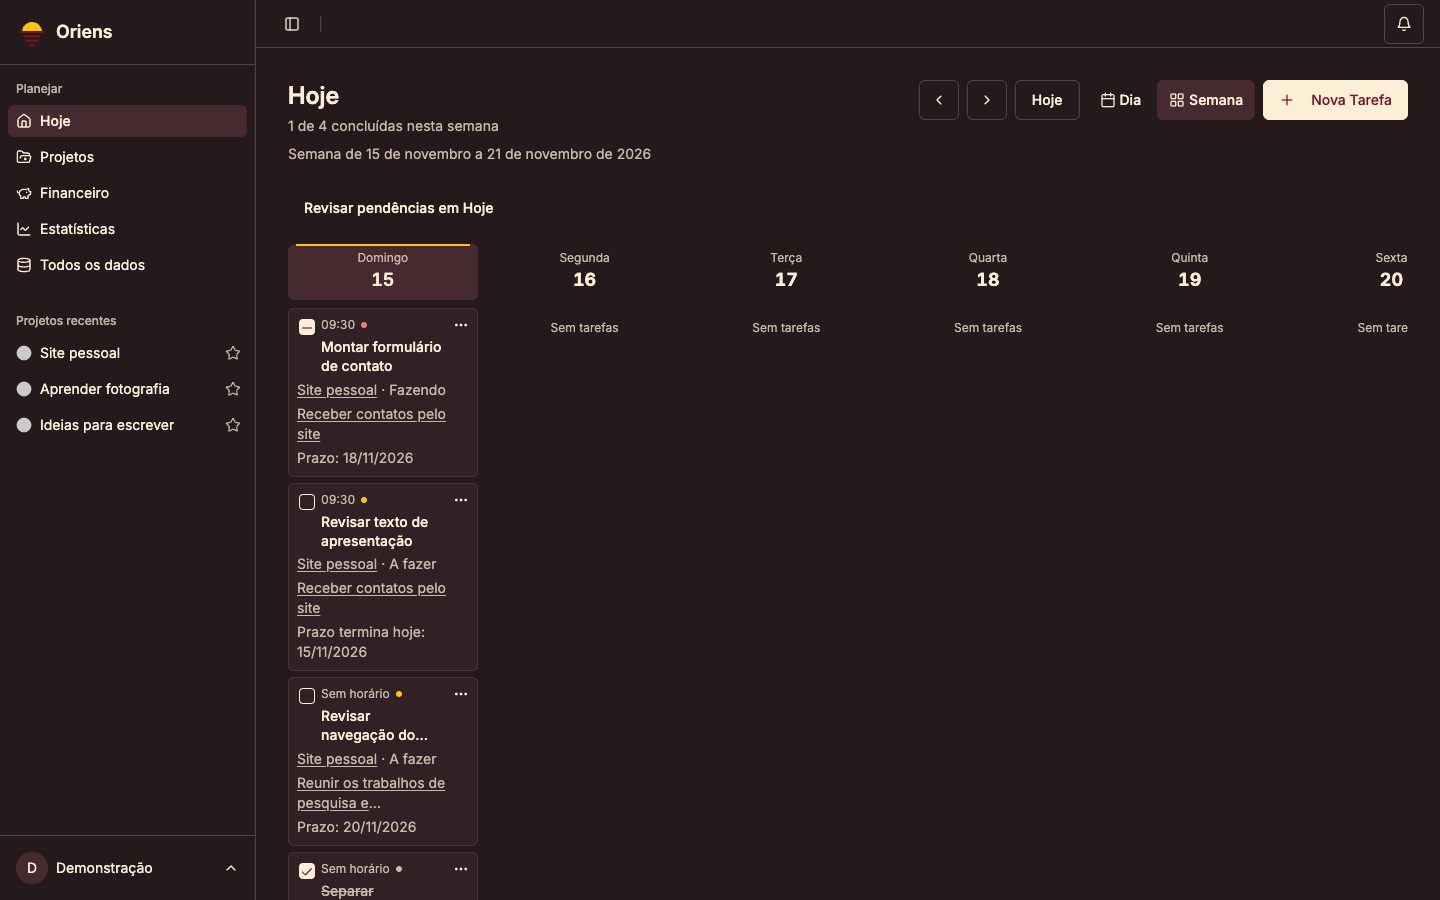 Oriens
Planejar
Hoje
Projetos
Financeiro
Estatísticas
Todos os dados
Projetos recentes
Site pessoal
Aprender fotografia
Ideias para escrever
D Demonstração
Hoje
1 de 4 concluídas nesta semana
Semana de 15 de novembro a 21 de novembro de 2026
Hoje
Dia
Semana
Nova Tarefa
Revisar pendências em Hoje
Domingo
15
Segunda
16
Terça
17
Quarta
18
Quinta
19
Sexta
20
09:30
Montar formulário
de contato
Site pessoal · Fazendo
Receber contatos pelo
site
Prazo: 18/11/2026
09:30
Revisar texto de
apresentação
Site pessoal · A fazer
Receber contatos pelo
site
Prazo termina hoje:
15/11/2026
Sem horário
Revisar
navegação do...
Site pessoal · A fazer
Reunir os trabalhos de
pesquisa e...
Prazo: 20/11/2026
Sem horário
Separar
Sem tarefas
Sem tarefas
Sem tarefas
Sem tarefas
Sem tare